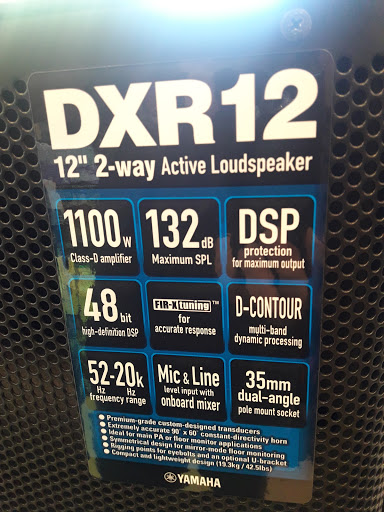 DXR12
12" 2-way Active Loudspeaker
1100W
Class-D amplifier
132dB
Maximum SPL
DSP
protection
for maximum output
48bit
high-definition DSP
FIR-X tuning™
for
accurate response
D-CONTOUR
multi-band
dynamic processing
52-20k
Hz Hz
frequency range
Mic & Line
level input with
onboard mixer
35mm
dual-angle
pole mount socket
● Premium-grade custom-designed transducers
● Extremely accurate 90° x 60° constant-directivity horn
● Ideal for main PA or floor monitor applications
● Symmetrical design for mirror-mode floor monitoring
● Rigging points for eyebolts and an optional U-bracket
● Compact and lightweight design (19.3kg / 42.5lbs)
YAMAHA